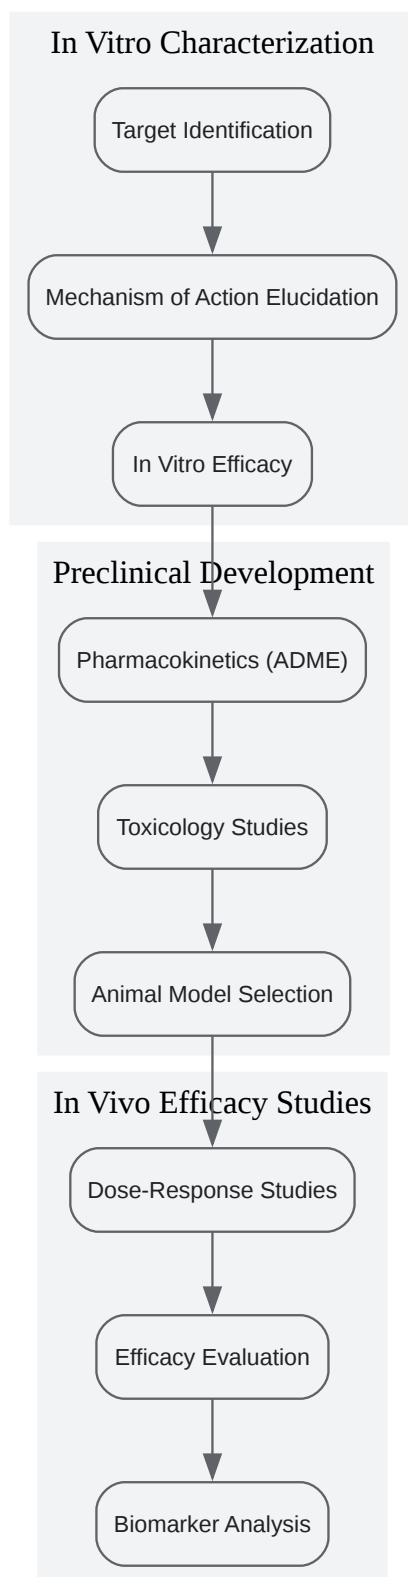 In Vitro Characterization
Target Identification
Mechanism of Action Elucidation
In Vitro Efficacy
Preclinical Development
Pharmacokinetics (ADME)
Toxicology Studies
Animal Model Selection
In Vivo Efficacy Studies
Dose-Response Studies
Efficacy Evaluation
Biomarker Analysis